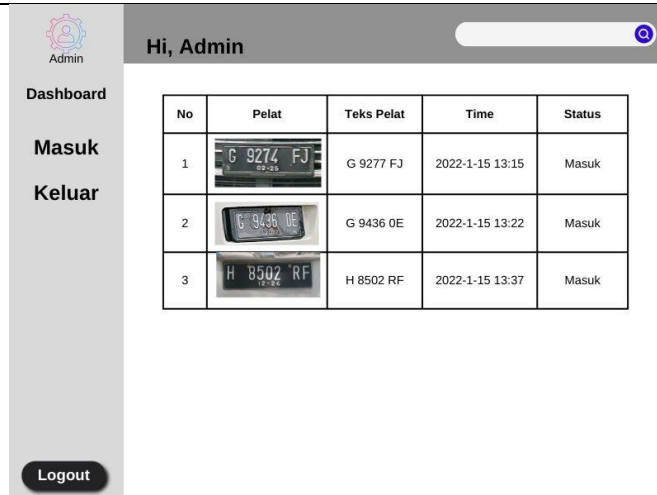 Admin
Hi, Admin
Dashboard
Masuk
Keluar
No Pelat Teks Pelat Time Status
1 G 9274 FJ 02·25 G 9277 FJ 2022-1-15 13:15 Masuk
2 G 9436 0E G 9436 0E 2022-1-15 13:22 Masuk
3 H 8502 RF 12·26 H 8502 RF 2022-1-15 13:37 Masuk
Logout